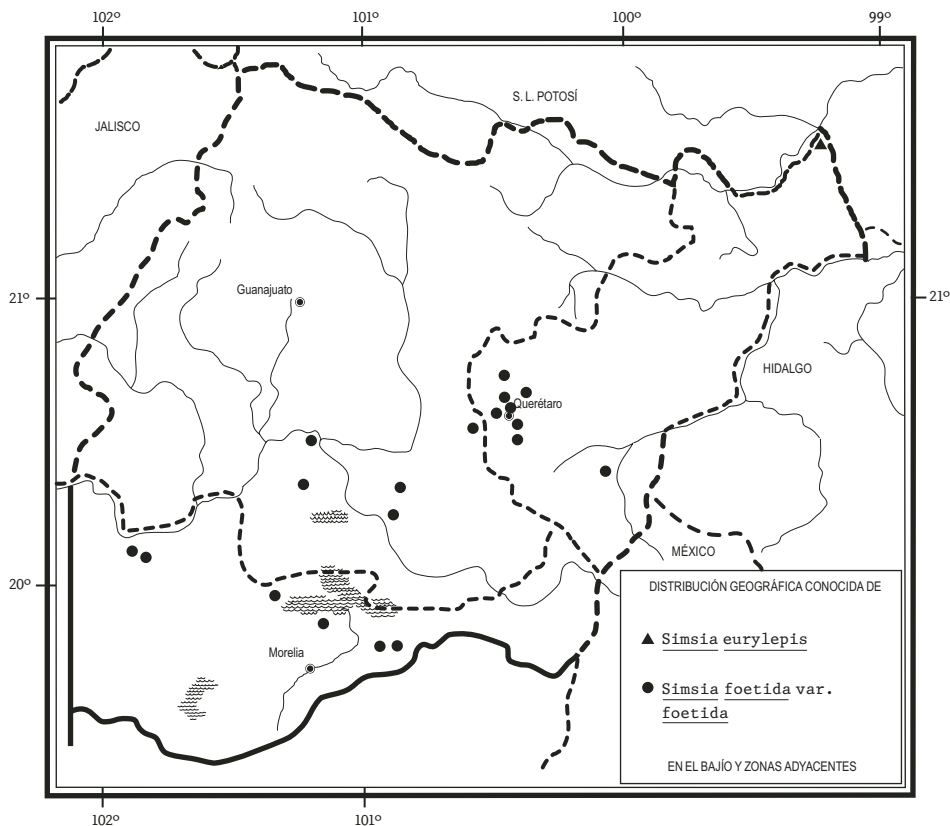 102º 101º 100º 99º
S. L. POTOSÍ
JALISCO
Guanajuato
21º
21º
HIDALGO
Querétaro
MÉXICO
20º
DISTRIBUCIÓN GEOGRÁFICA CONOCIDA DE
Simsia eurylepis
Simsia foetida var.
foetida
EN EL BAJÍO Y ZONAS ADYACENTES
Morelia
102º 101º